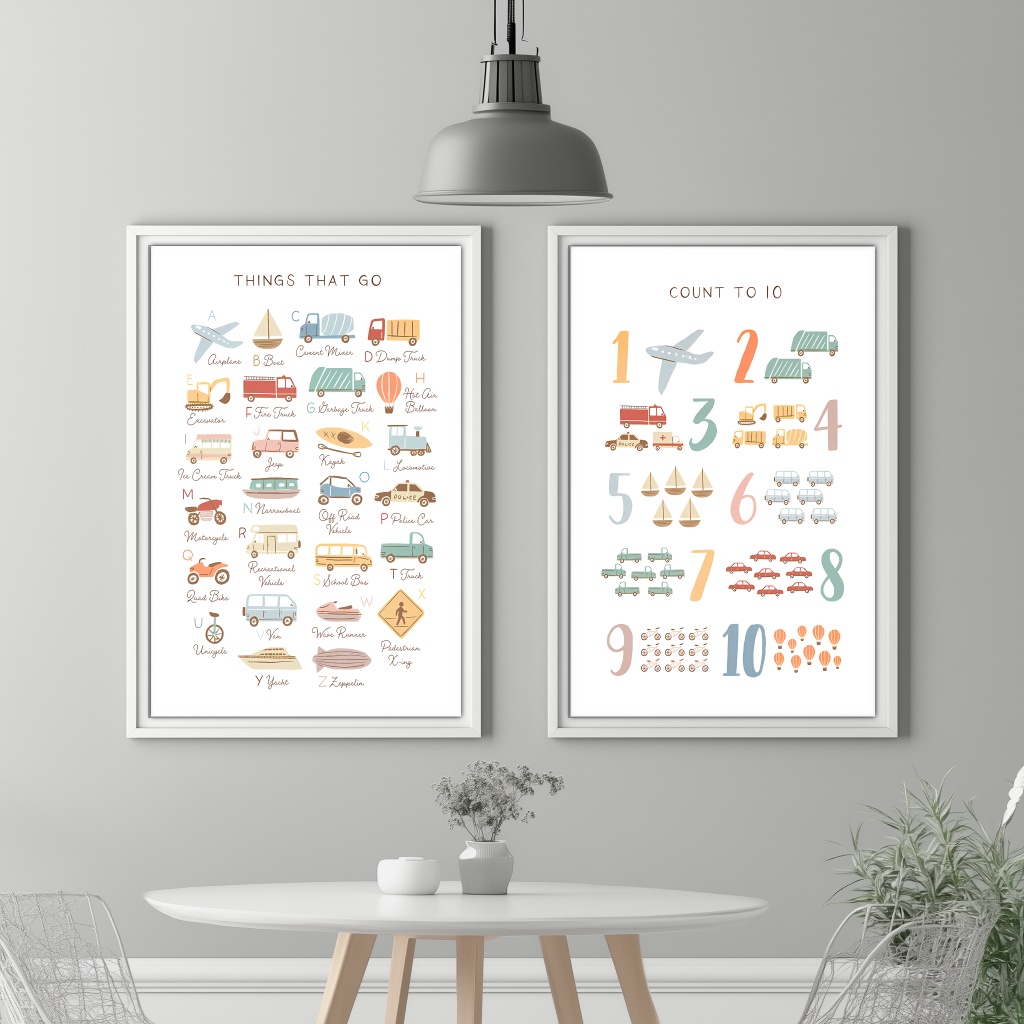 THINGS THAT GO
A
Airplane
B Boat
C
Cement Mixer
D Dump Truck
E
Excavator
F Fire Truck
G Garbage Truck
H
Hot Air
Balloon
I
Ice Cream Truck
J
Jeep
K
Kayak
L Locomotive
M
Motorcycle
N Narrowboat
O
Off Road
Vehicle
POLICE
P Police Car
Q
Quad Bike
R
Recreational
Vehicle
S School Bus
T Truck
U
Unicycle
V Van
W
Wave Runner
X
Pedestrian
X-ing
Y Yacht
Z Zeppelin
COUNT TO 10
1
2
3
POLICE
4
5
6
7
8
9
10